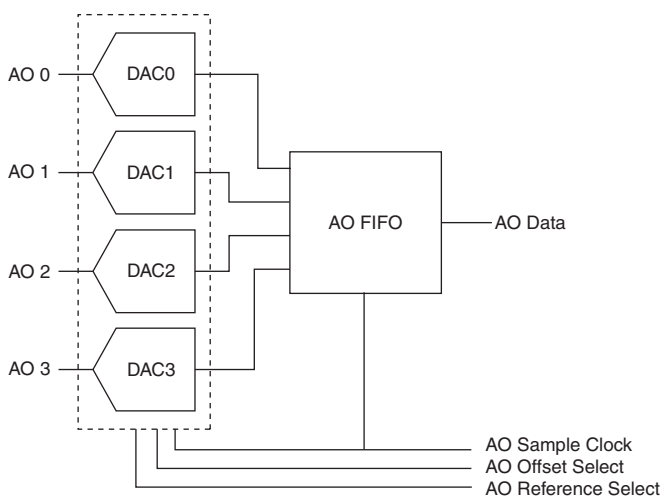 AO 0
DAC0
AO 1
DAC1
AO 2
DAC2
AO 3
DAC3
AO FIFO
AO Data
AO Sample Clock
AO Offset Select
AO Reference Select